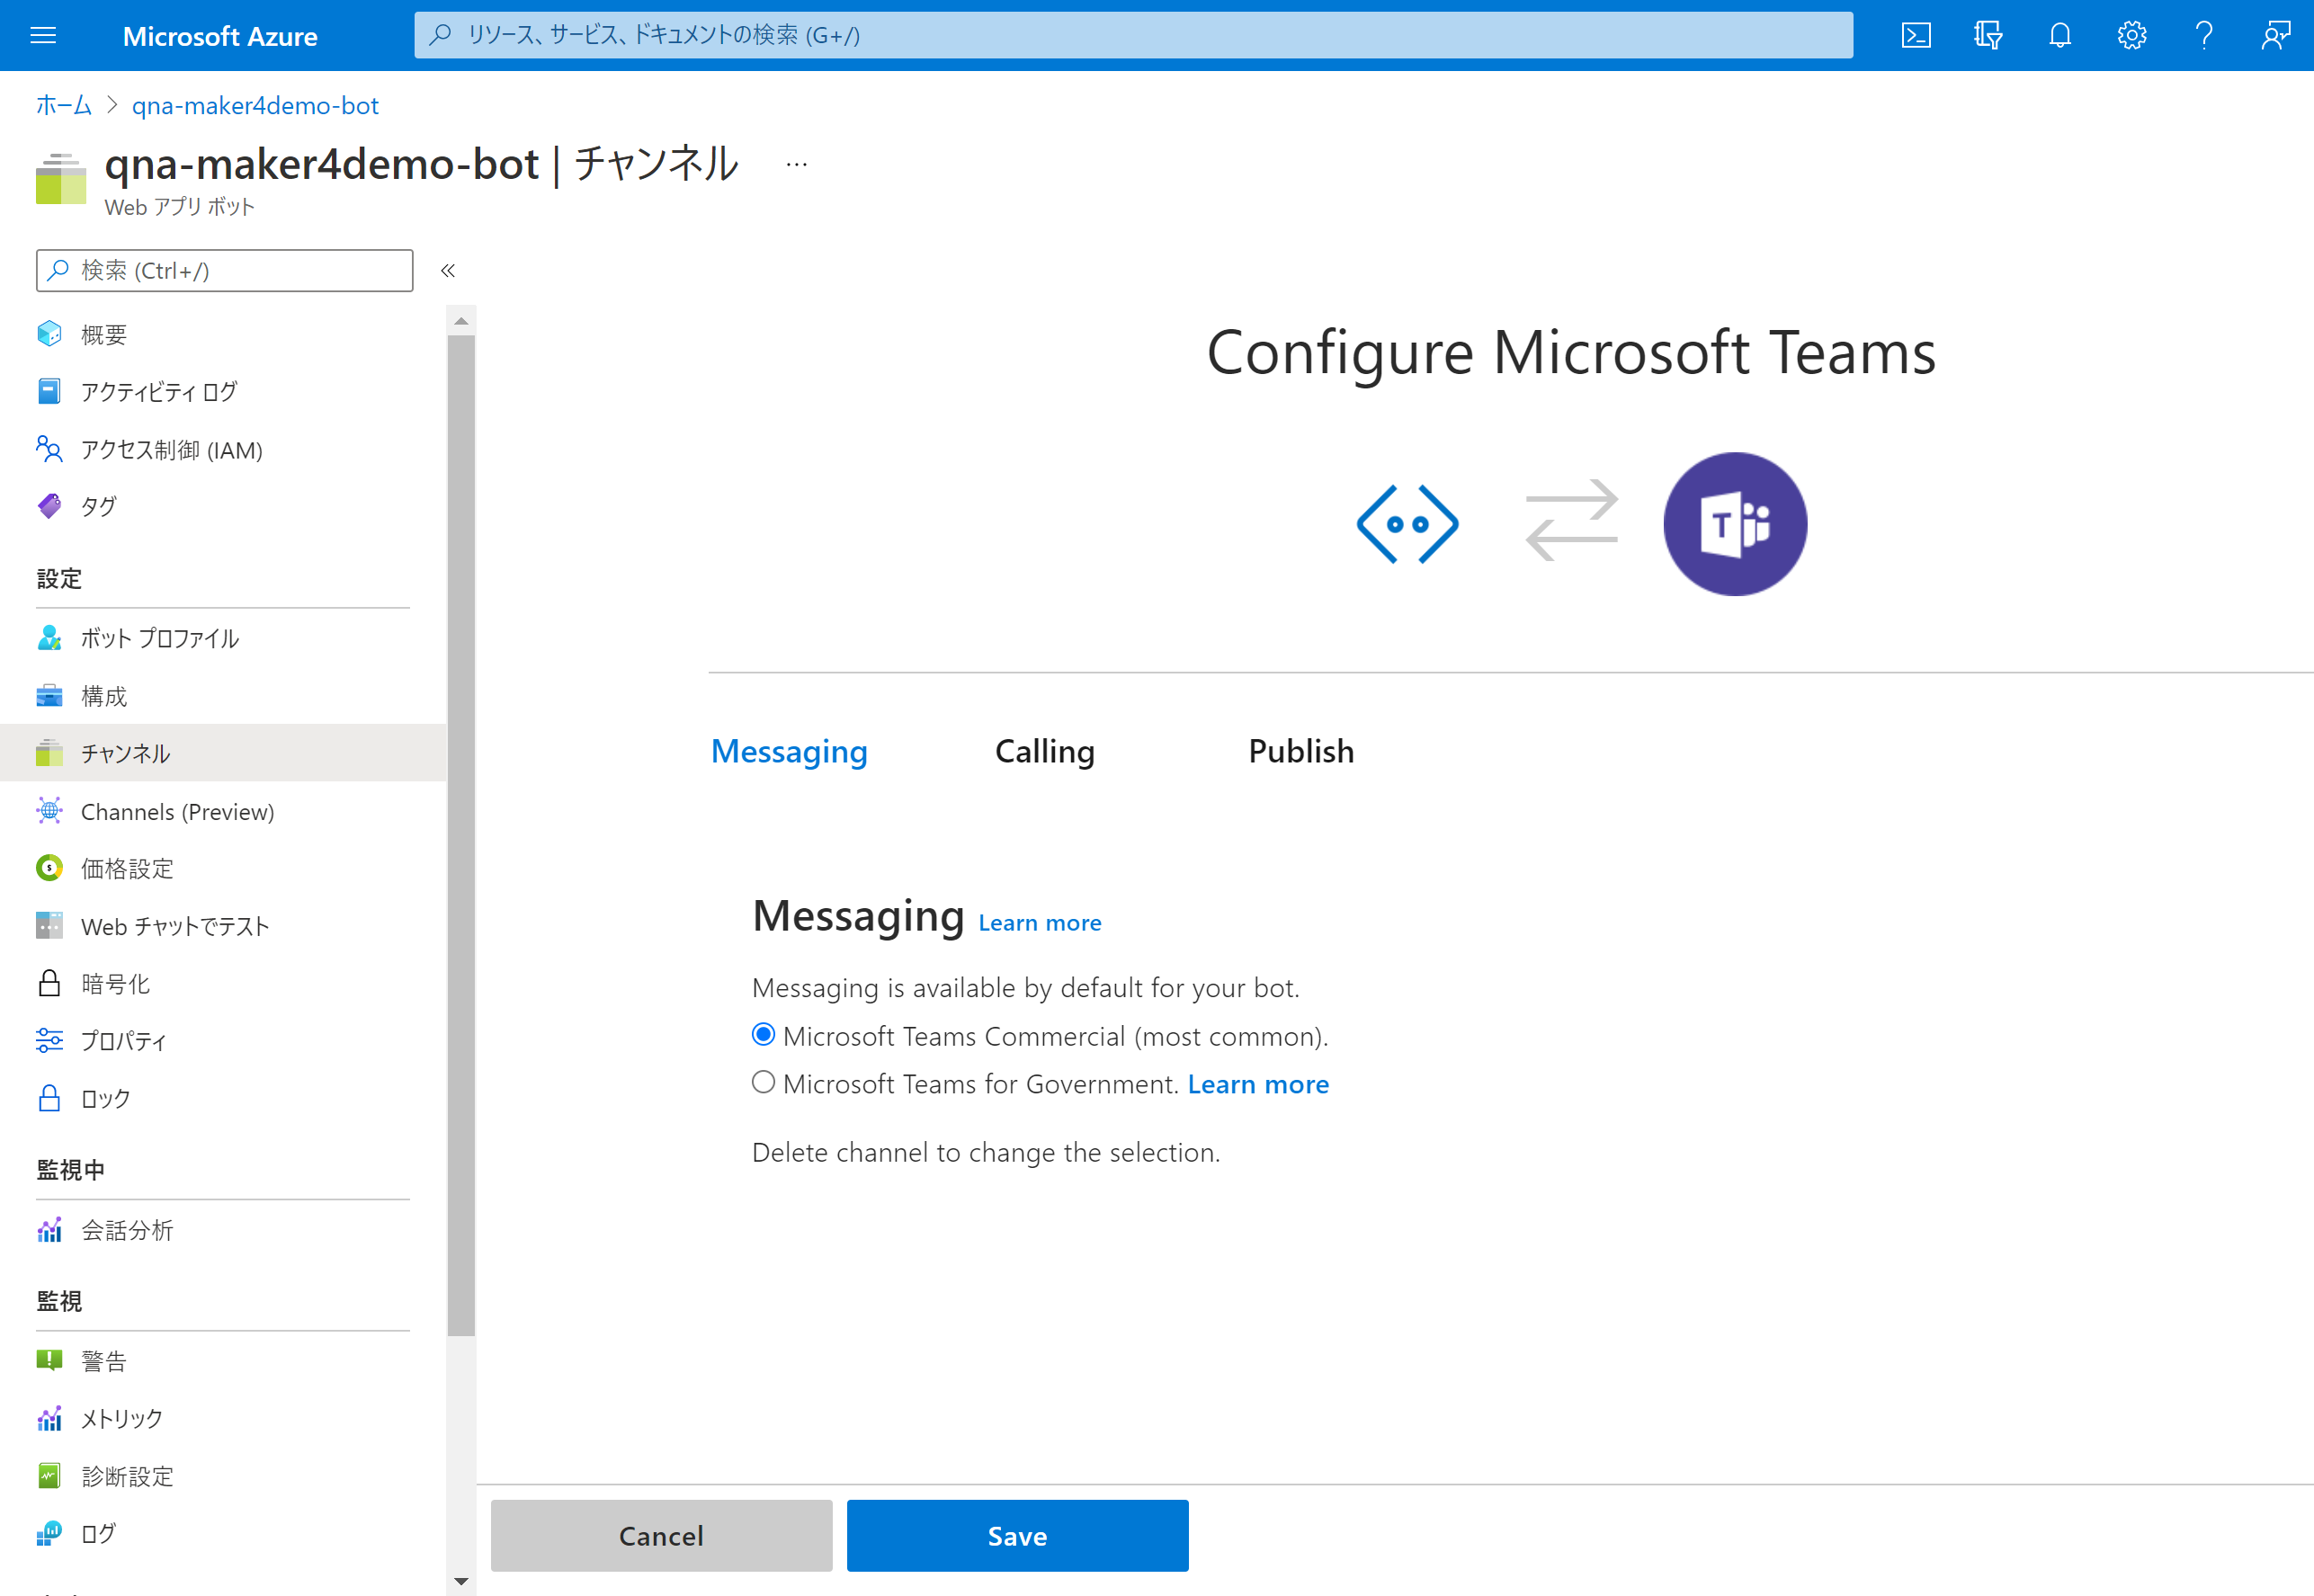 Microsoft Azure
リソース、サービス、ドキュメントの検索 (G+/)
ホーム > qna-maker4demo-bot
qna-maker4demo-bot | チャンネル ...
Web アプリ ボット
検索 (Ctrl+/)
概要
アクティビティ ログ
アクセス制御 (IAM)
タグ
設定
ボット プロファイル
構成
チャンネル
Channels (Preview)
価格設定
Web チャットでテスト
暗号化
プロパティ
ロック
監視中
会話分析
監視
警告
メトリック
診断設定
ログ
Configure Microsoft Teams
Messaging Calling Publish
Messaging Learn more
Messaging is available by default for your bot.
Microsoft Teams Commercial (most common).
Microsoft Teams for Government. Learn more
Delete channel to change the selection.
Cancel Save